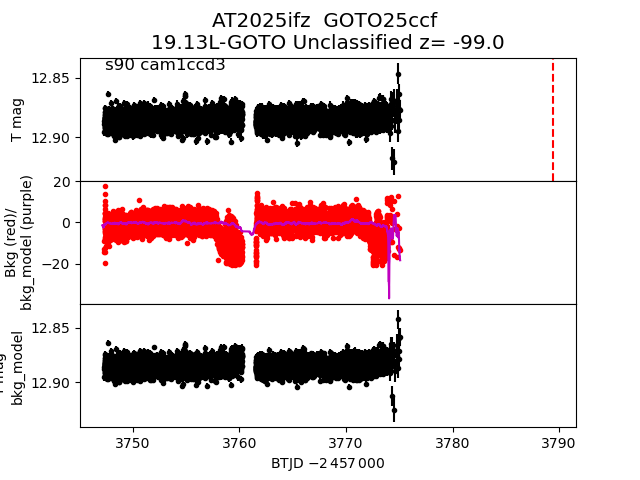 AT2025ifz  GOTO25ccf
19.13L-GOTO Unclassified z= -99.0
s90 cam1ccd3
12.85
12.90
T mag
20
0
−20
Bkg (red)/
bkg_model (purple)
12.85
12.90
bkg_model
3750
3760
3770
3780
3790
BTJD −2 457 000